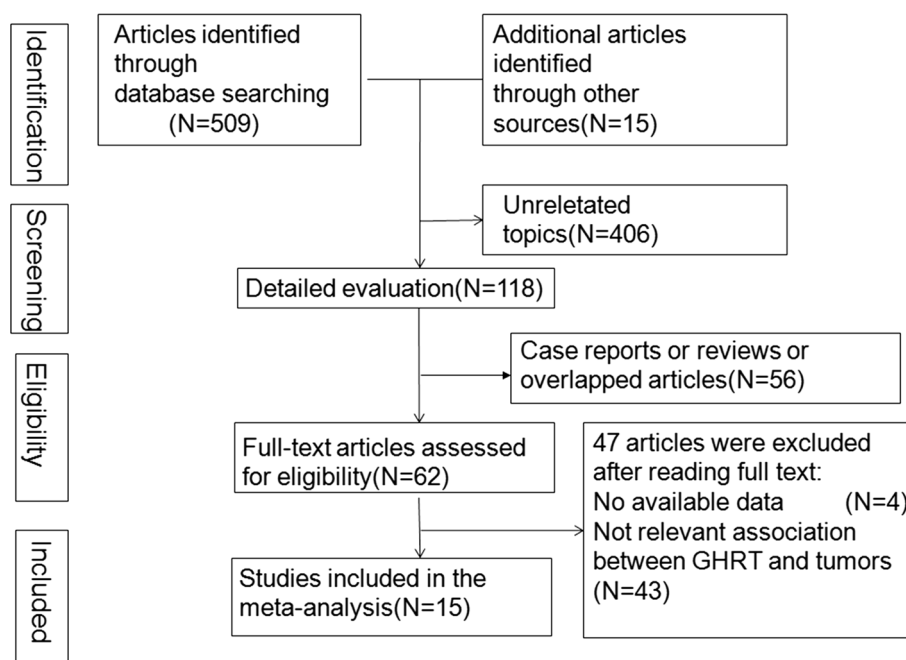 Identification
Articles identified
through
database searching
(N=509)
Additional articles
identified
through other
sources(N=15)
Screening
Unreletated
topics(N=406)
Detailed evaluation(N=118)
Eligibility
Case reports or reviews or
overlapped articles(N=56)
Full-text articles assessed
for eligibility(N=62)
47 articles were excluded
after reading full text:
No available data (N=4)
Not relevant association
between GHRT and tumors
(N=43)
Included
Studies included in the
meta-analysis(N=15)